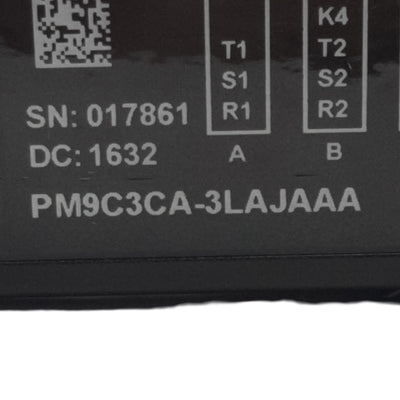 K4
T1 T2
S1 S2
SN: 017861 R1 R2
DC: 1632 A B
PM9C3CA-3LAJAAA